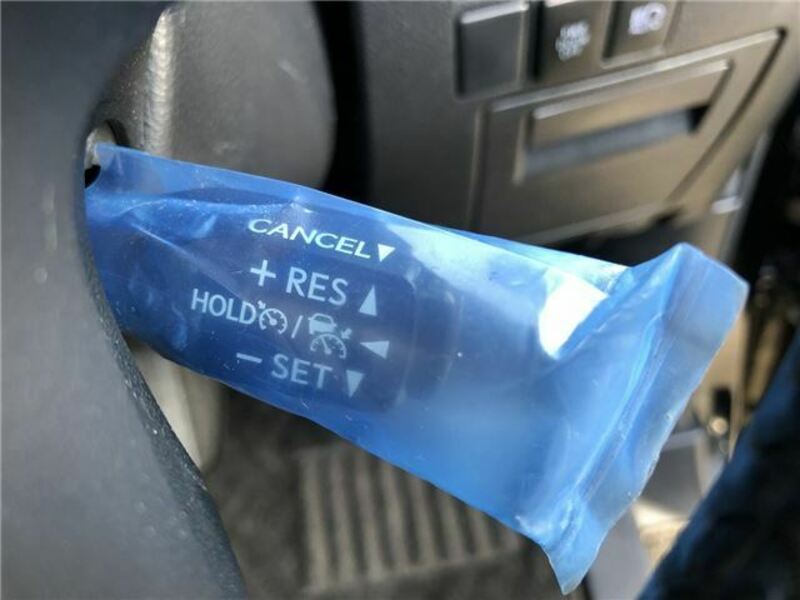 CANCEL▼
+ RES ▲
HOLD / ◀
− SET ▼